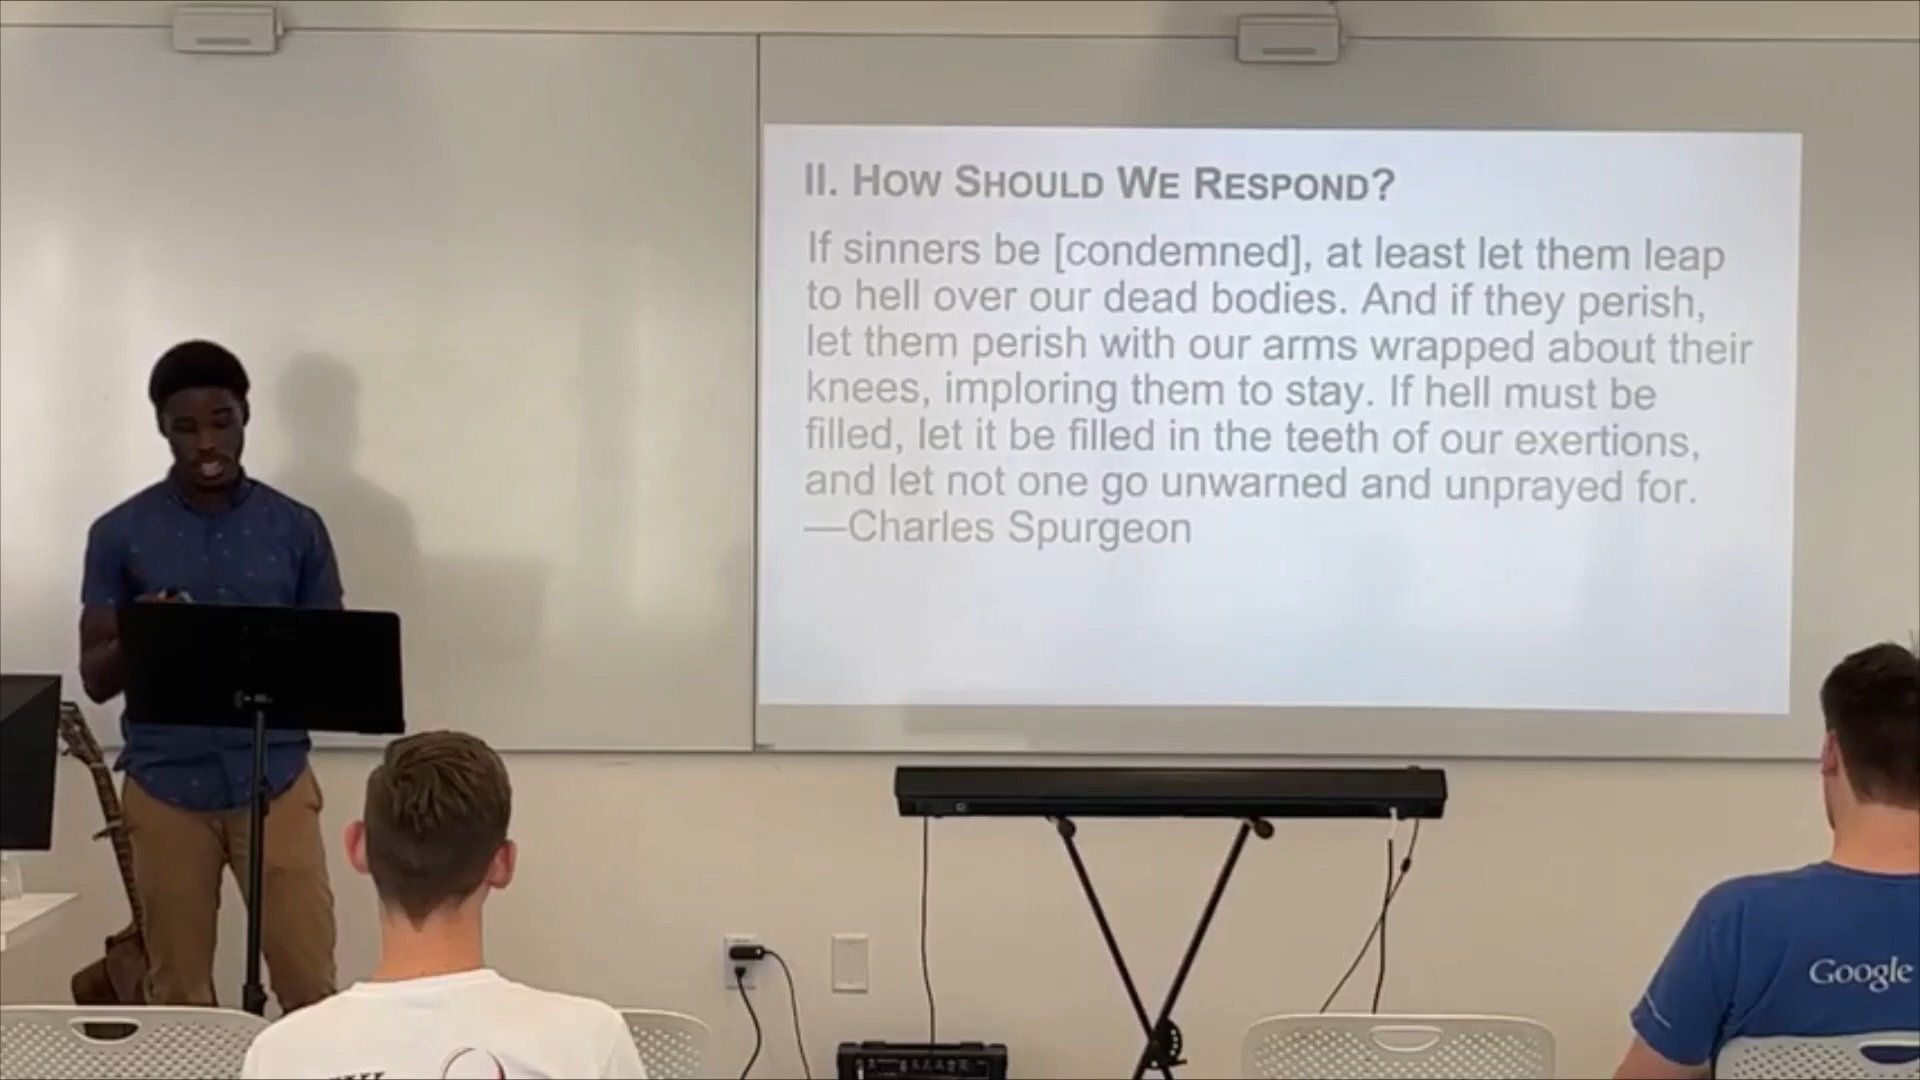 II. HOW SHOULD WE RESPOND?
If sinners be [condemned], at least let them leap
to hell over our dead bodies. And if they perish,
let them perish with our arms wrapped about their
knees, imploring them to stay. If hell must be
filled, let it be filled in the teeth of our exertions,
and let not one go unwarned and unprayed for.
—Charles Spurgeon
Google